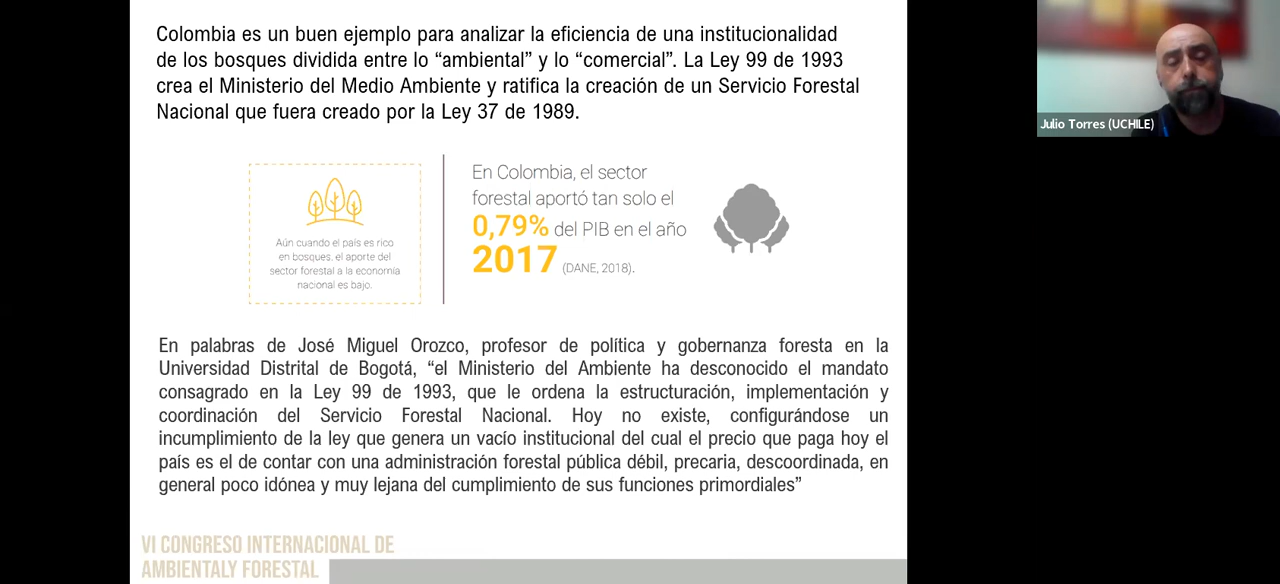 Colombia es un buen ejemplo para analizar la eficiencia de una institucionalidad
de los bosques dividida entre lo “ambiental” y lo “comercial”. La Ley 99 de 1993
crea el Ministerio del Medio Ambiente y ratifica la creación de un Servicio Forestal
Nacional que fuera creado por la Ley 37 de 1989.
Julio Torres (UCHILE)
Aún cuando el país es rico
en bosques, el aporte del
sector forestal a la economía
nacional es bajo.
En Colombia, el sector
forestal aportó tan solo el
0,79% del PIB en el año
2017 (DANE, 2018).
En palabras de José Miguel Orozco, profesor de política y gobernanza foresta en la
Universidad Distrital de Bogotá, “el Ministerio del Ambiente ha desconocido el mandato
consagrado en la Ley 99 de 1993, que le ordena la estructuración, implementación y
coordinación del Servicio Forestal Nacional. Hoy no existe, configurándose un
incumplimiento de la ley que genera un vacío institucional del cual el precio que paga hoy el
país es el de contar con una administración forestal pública débil, precaria, descoordinada, en
general poco idónea y muy lejana del cumplimiento de sus funciones primordiales”
VI CONGRESO INTERNACIONAL DE
AMBIENTALY FORESTAL